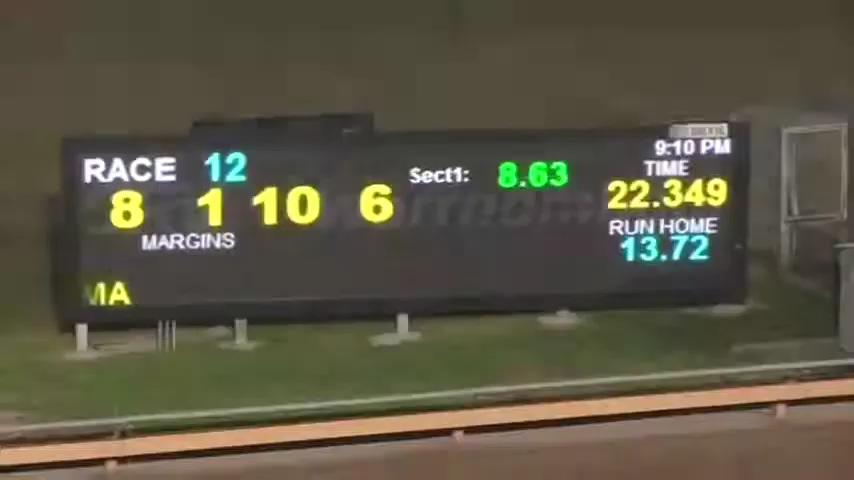 9:10 PM
RACE 12 Sect1: 8.63 TIME
8 1 10 6 22.349
MARGINS RUN HOME
13.72
MA